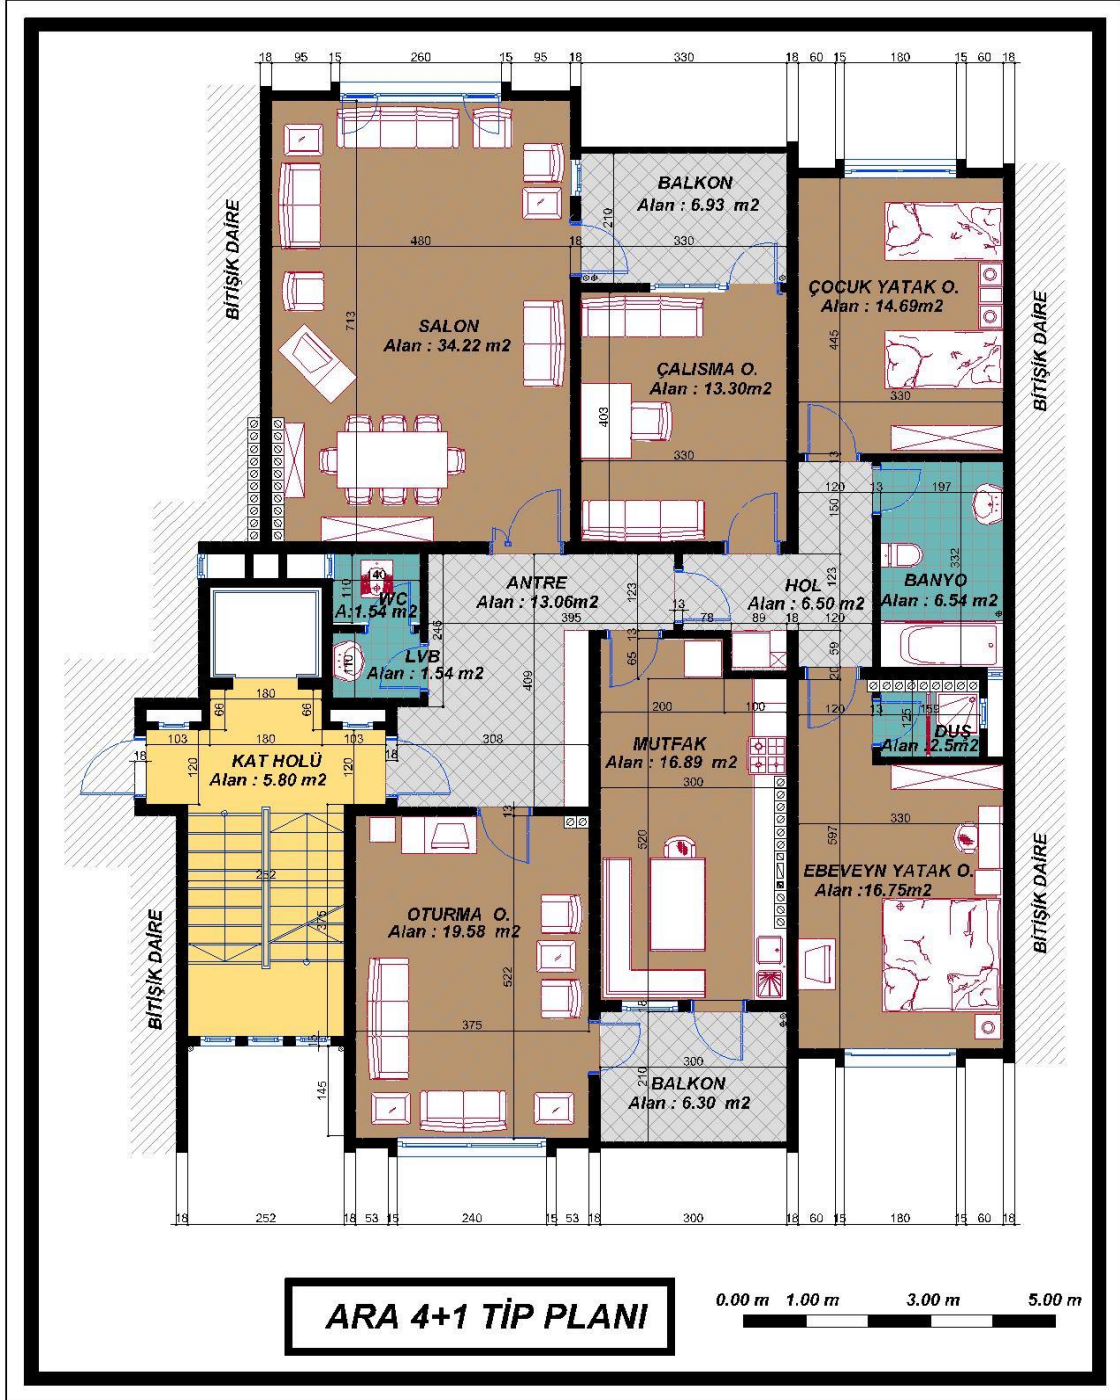 18 95 15 260 15 95 18 330 18 60 15 180 15 60 18
BİTİŞİK DAİRE
BALKON
Alan : 6.93 m2
210
480
18
330
ÇOCUK YATAK O.
Alan : 14.69m2
BİTİŞİK DAİRE
713
SALON
Alan : 34.22 m2
445
ÇALISMA O.
Alan : 13.30m2
403
330
330
13
120
13
197
150
332
140
110
WC
A:1.54 m2
ANTRE
Alan : 13.06m2
123
HOL
Alan : 6.50 m2
123
BANYO
Alan : 6.54 m2
13
78
89
18
120
395
245
13
LVB
Alan : 1.54 m2
110
409
65
59
20
180
66
66
200
100
120
13
125
159
DUŞ
Alan :2.5m2
103
180
103
18
18
308
KAT HOLÜ
Alan : 5.80 m2
120
120
MUTFAK
Alan : 16.89 m2
300
13
330
597
520
252
375
EBEVEYN YATAK O.
Alan :16.75m2
BİTİŞİK DAİRE
BİTİŞİK DAİRE
OTURMA O.
Alan : 19.58 m2
522
18
375
300
15
145
210
BALKON
Alan : 6.30 m2
18 252 18 53 15 240 15 53 18 300 18 60 15 180 15 60 18
ARA 4+1 TİP PLANI
0.00 m 1.00 m 3.00 m 5.00 m